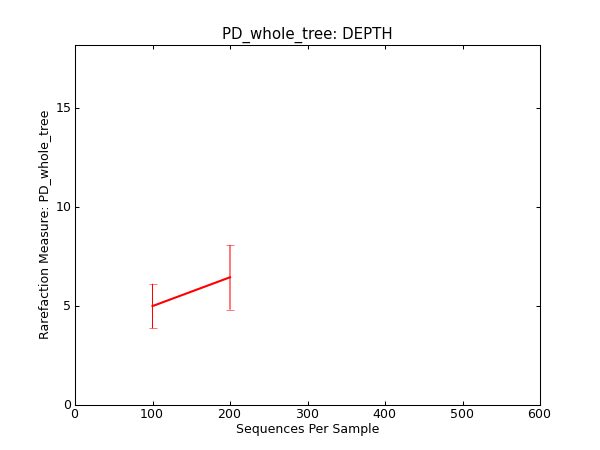 PD_whole_tree: DEPTH
Rarefaction Measure: PD_whole_tree
15
10
5
0
0 100 200 300 400 500 600
Sequences Per Sample